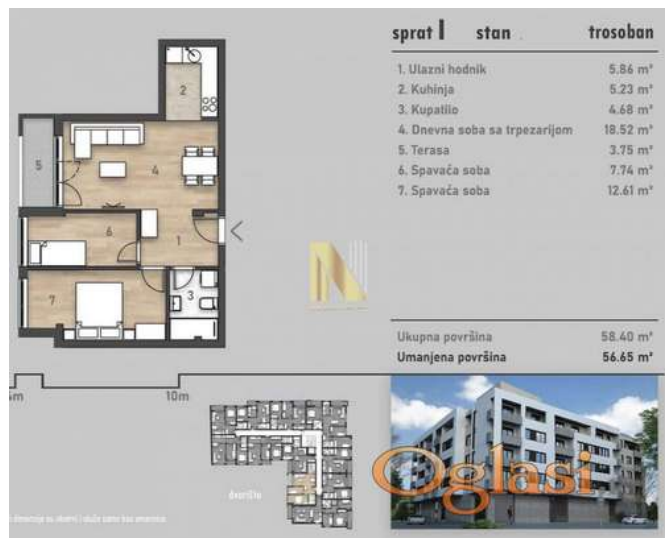 sprat I stan trosoban
1. Ulazni hodnik 5.86 m²
2. Kuhinja 5.23 m²
3. Kupatilo 4.68 m²
4. Dnevna soba sa trpezarijom 18.52 m²
5. Terasa 3.75 m²
6. Spavaća soba 7.74 m²
7. Spavaća soba 12.61 m²
2
5
4
6
1
7
3
N
Ukupna površina 58.40 m²
Umanjena površina 56.65 m²
10m
dvorište
Oglasi